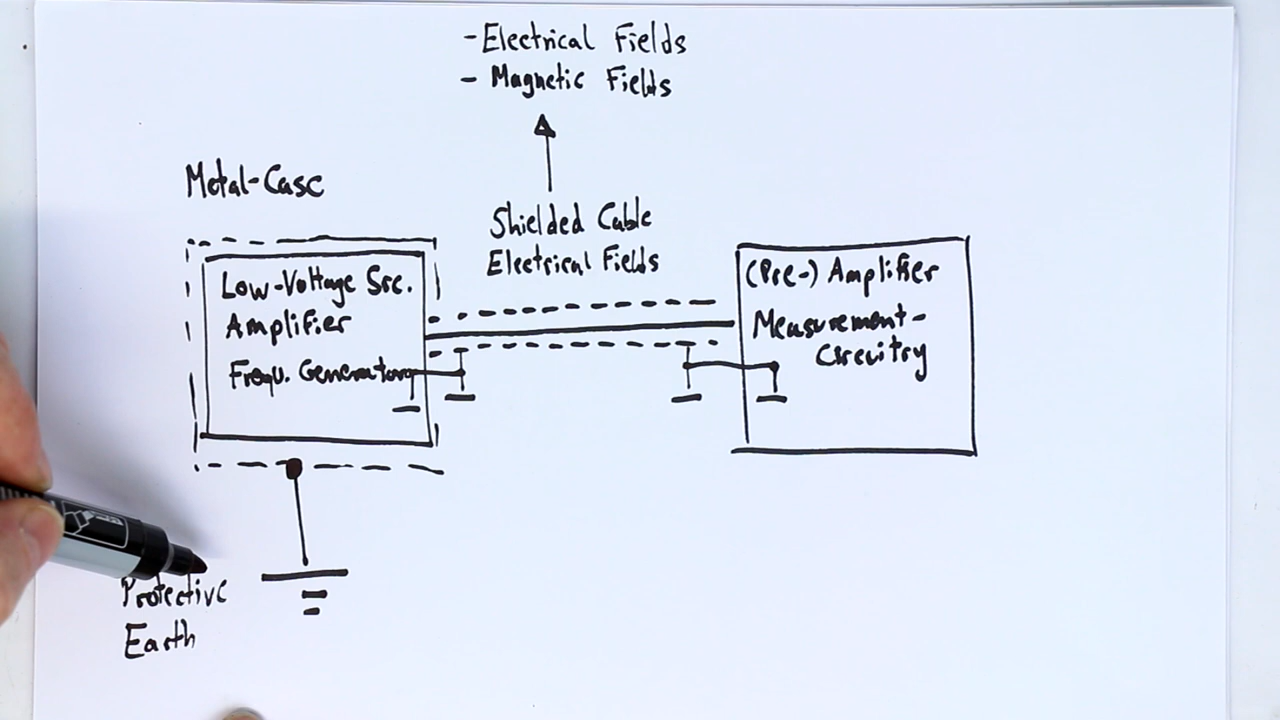 - Electrical Fields
- Magnetic Fields
Metal-Case
Shielded Cable
Electrical Fields
Low-Voltage Src.
Amplifier
Frequ. Generator
(Pre-) Amplifier
Measurement-
Circuitry
Protective
Earth